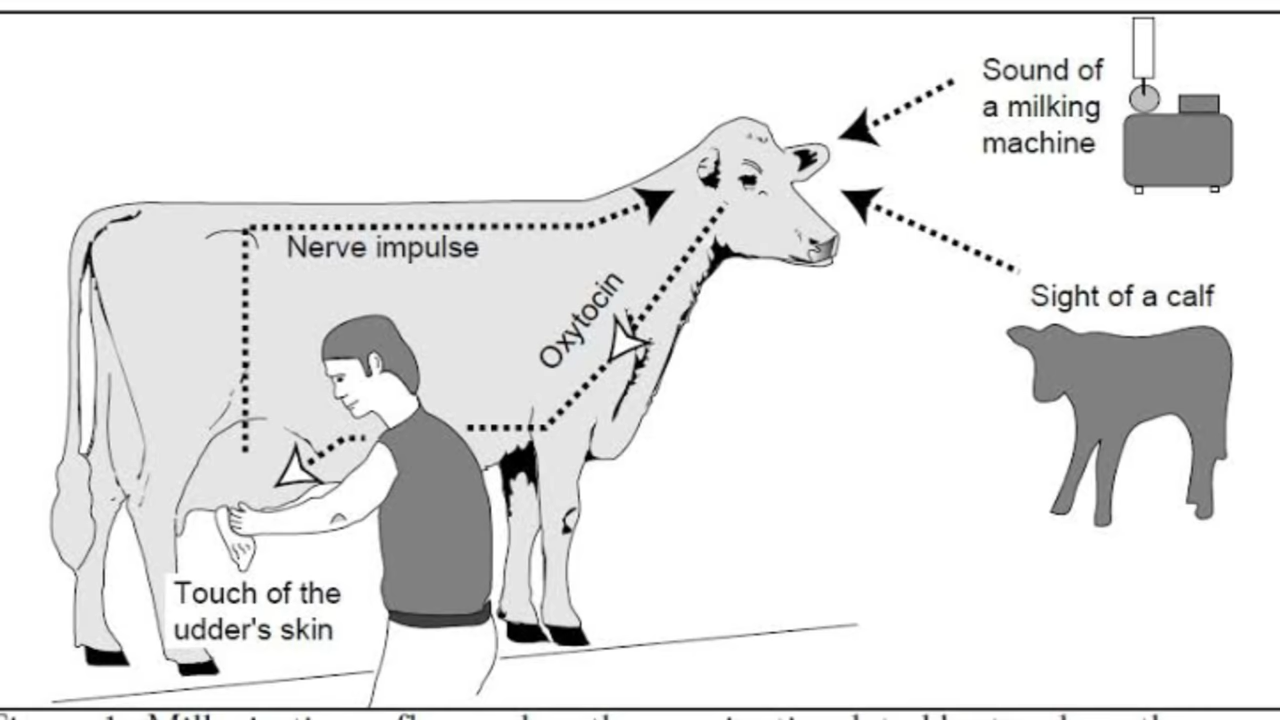 Sound of
a milking
machine
Nerve impulse
Oxytocin
Sight of a calf
Touch of the
udder's skin